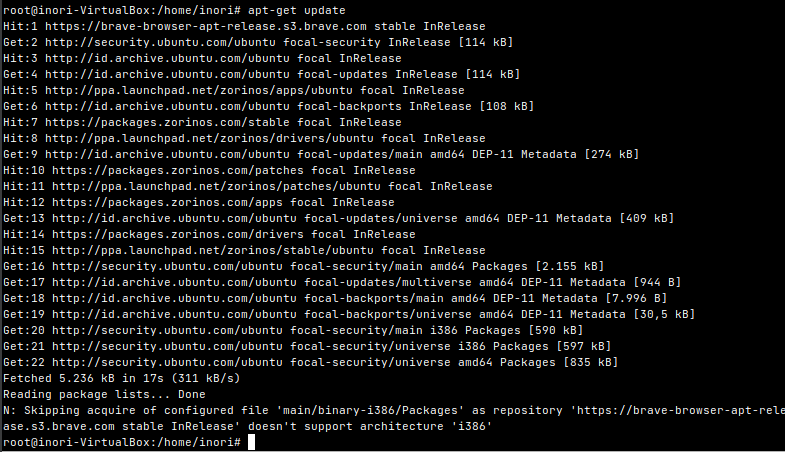 root@inori-VirtualBox:/home/inori# apt-get update
Hit:1 https://brave-browser-apt-release.s3.brave.com stable InRelease
Get:2 http://security.ubuntu.com/ubuntu focal-security InRelease [114 kB]
Hit:3 http://id.archive.ubuntu.com/ubuntu focal InRelease
Get:4 http://id.archive.ubuntu.com/ubuntu focal-updates InRelease [114 kB]
Hit:5 http://ppa.launchpad.net/zorinos/apps/ubuntu focal InRelease
Get:6 http://id.archive.ubuntu.com/ubuntu focal-backports InRelease [108 kB]
Hit:7 https://packages.zorinos.com/stable focal InRelease
Hit:8 http://ppa.launchpad.net/zorinos/drivers/ubuntu focal InRelease
Get:9 http://id.archive.ubuntu.com/ubuntu focal-updates/main amd64 DEP-11 Metadata [274 kB]
Hit:10 https://packages.zorinos.com/patches focal InRelease
Hit:11 http://ppa.launchpad.net/zorinos/patches/ubuntu focal InRelease
Hit:12 https://packages.zorinos.com/apps focal InRelease
Get:13 http://id.archive.ubuntu.com/ubuntu focal-updates/universe amd64 DEP-11 Metadata [409 kB]
Hit:14 https://packages.zorinos.com/drivers focal InRelease
Hit:15 http://ppa.launchpad.net/zorinos/stable/ubuntu focal InRelease
Get:16 http://security.ubuntu.com/ubuntu focal-security/main amd64 Packages [2.155 kB]
Get:17 http://id.archive.ubuntu.com/ubuntu focal-updates/multiverse amd64 DEP-11 Metadata [944 B]
Get:18 http://id.archive.ubuntu.com/ubuntu focal-backports/main amd64 DEP-11 Metadata [7.996 B]
Get:19 http://id.archive.ubuntu.com/ubuntu focal-backports/universe amd64 DEP-11 Metadata [30,5 kB]
Get:20 http://security.ubuntu.com/ubuntu focal-security/main i386 Packages [590 kB]
Get:21 http://security.ubuntu.com/ubuntu focal-security/universe i386 Packages [597 kB]
Get:22 http://security.ubuntu.com/ubuntu focal-security/universe amd64 Packages [835 kB]
Fetched 5.236 kB in 17s (311 kB/s)
Reading package lists... Done
N: Skipping acquire of configured file 'main/binary-i386/Packages' as repository 'https://brave-browser-apt-rele
ase.s3.brave.com stable InRelease' doesn't support architecture 'i386'
root@inori-VirtualBox:/home/inori#